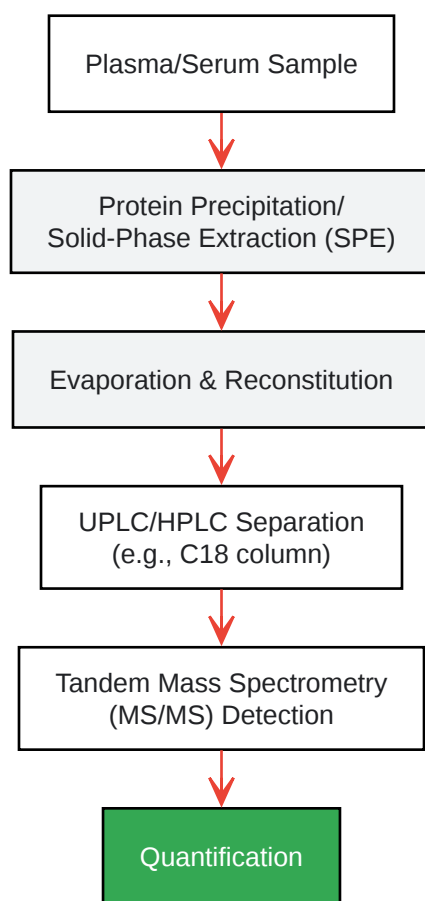 Plasma/Serum Sample
Protein Precipitation/
Solid-Phase Extraction (SPE)
Evaporation & Reconstitution
UPLC/HPLC Separation
(e.g., C18 column)
Tandem Mass Spectrometry
(MS/MS) Detection
Quantification